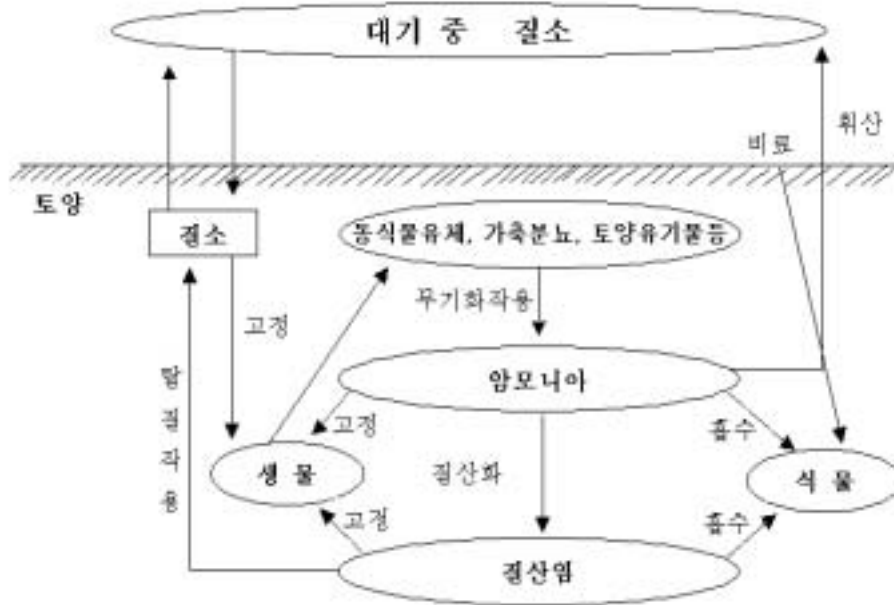 대기 중 질소
휘산
비료
토양
질소
동식물유체, 가축분뇨, 토양유기물등
무기화작용
고정
암모니아
탈질작용
고정
흡수
생 물
질산화
식 물
고정
흡수
질산염